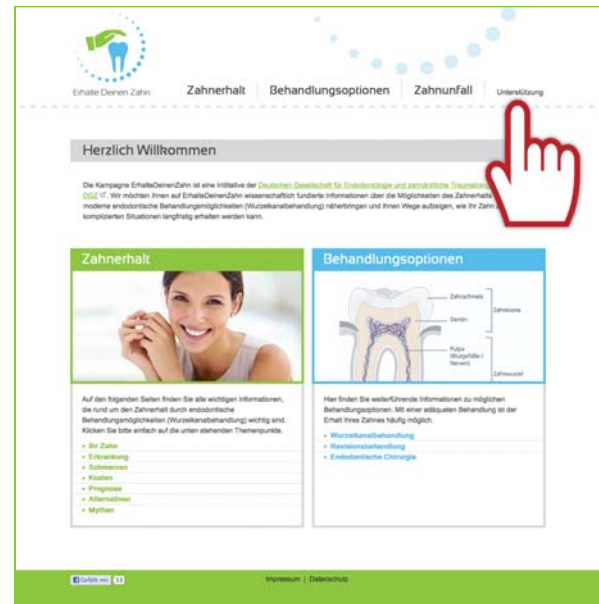 Erhalte Deinen Zahn
Zahnerhalt
Behandlungsoptionen
Zahnunfall
Unterstützung
Herzlich Willkommen
Die Kampagne ErhalteDeinenZahn ist eine Intitative der Deutschen Gesellschaft für Endodontologie und zahnärztliche Traumatolog
DGZ. Wir möchten Ihnen auf ErhalteDeinenZahn wissenschaftlich fundierte Informationen über die Möglichkeiten des Zahnerhalts
moderne endodontische Behandlungsmöglichkeiten (Wurzelkanalbehandlung) näherbringen und Ihnen Wege aufzeigen, wie Ihr Zahn
komplizierten Situationen langfristig erhalten werden kann.
Zahnerhalt
Auf den folgenden Seiten finden Sie alle wichtigen Informationen,
die rund um den Zahnerhalt durch endodontische
Behandlungsmöglichkeiten (Wurzelkanalbehandlung) wichtig sind.
Klicken Sie bitte einfach auf die unten stehenden Themenpunkte.
Ihr Zahn
Erkrankung
Schmerzen
Kosten
Prognose
Alternativen
Mythen
Behandlungsoptionen
Zahnschmelz
Zahnkrone
Dentin
Pulpa
(Blutgefäße /
Nerven)
Zahnwurzel
Hier finden Sie weiterführende Informationen zu möglichen
Behandlungsoptionen. Mit einer adäquaten Behandlung ist der
Erhalt Ihres Zahnes häufig möglich.
Wurzelkanalbehandlung
Revisionsbehandlung
Endodontische Chirurgie
Gefällt mir
Impressum | Datenschutz